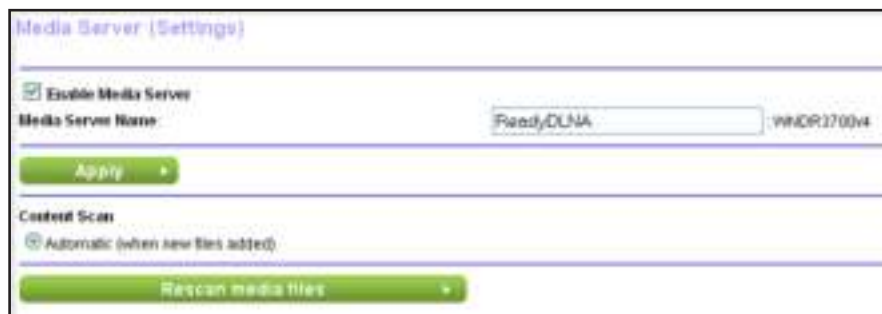 Media Server (Settings)
Enable Media Server
Media Server Name
ReadyDLNA :WNDR3700v4
Apply
Content Scan
Automatic (when new files added)
Rescan media files